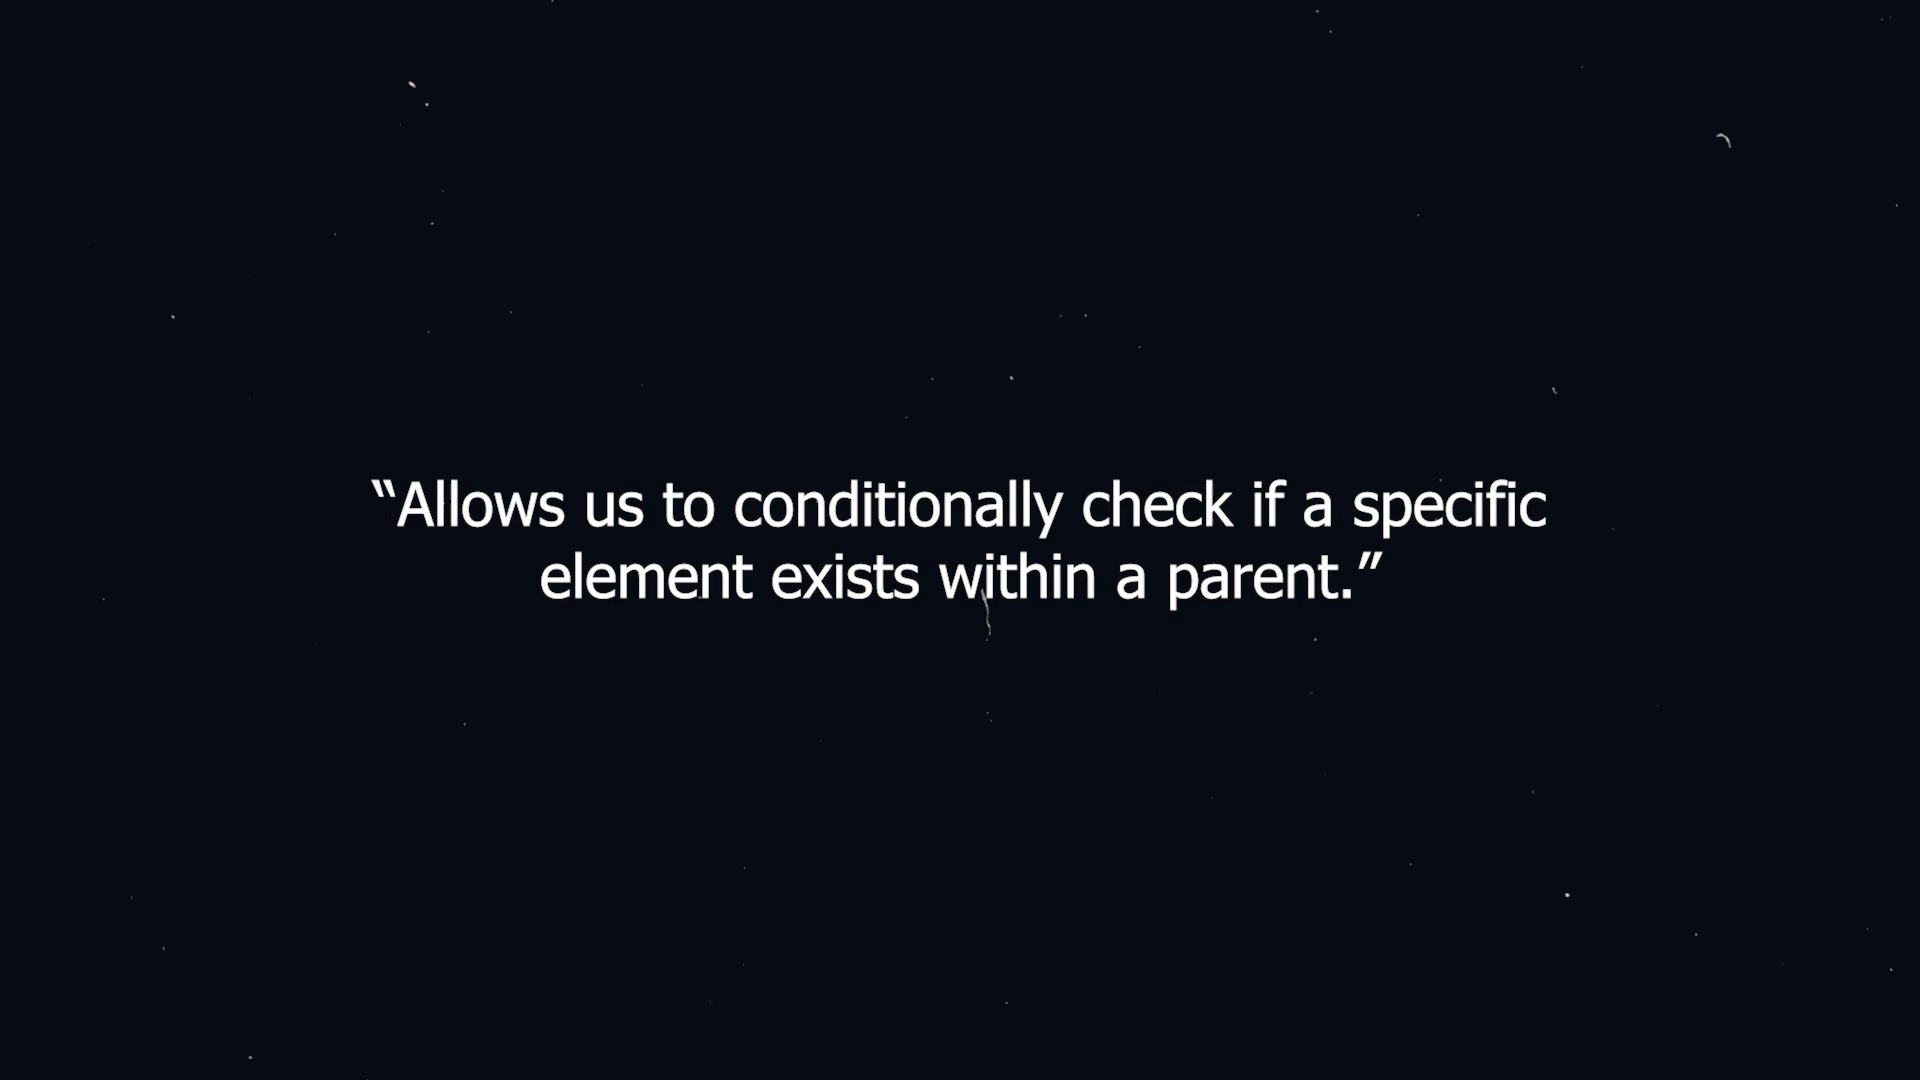 “Allows us to conditionally check if a specific
element exists within a parent.”